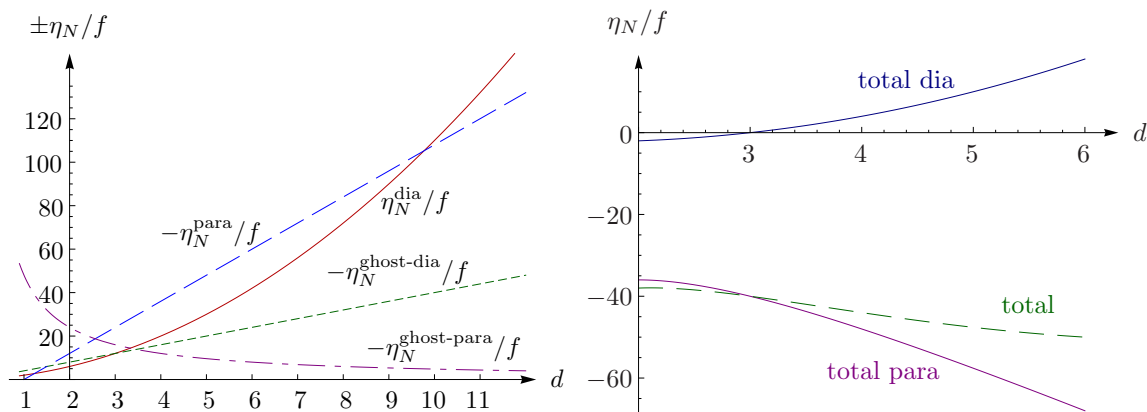 ±η_N/f
120
100
80
60
40
20
1 2 3 4 5 6 7 8 9 10 11
d
−η_N^para/f
η_N^dia/f
−η_N^ghost-dia/f
−η_N^ghost-para/f
η_N/f
total dia
0
3 4 5 6
d
−20
−40
−60
total
total para